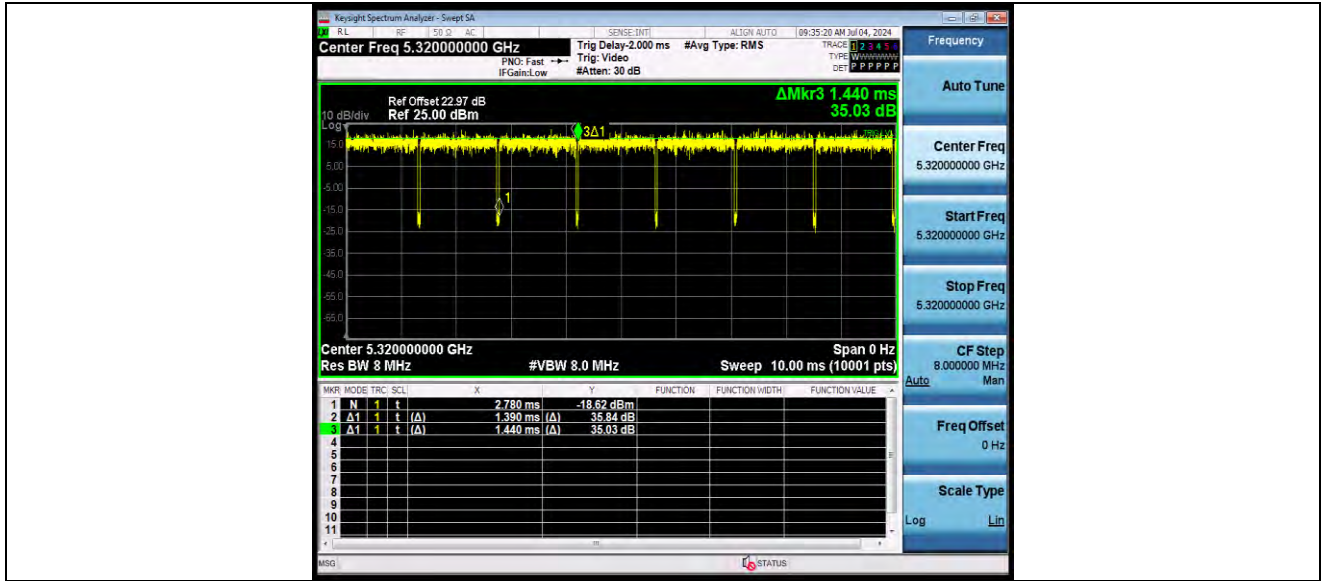 Keysight Spectrum Analyzer - Swept SA
RL RF 50 Ω AC SENSE:INT ALIGN AUTO 09:35:20 AM Jul 04, 2024
Center Freq 5.320000000 GHz
PNO: Fast
IFGain:Low
Trig Delay-2.000 ms
Trig: Video
#Atten: 30 dB
#Avg Type: RMS
TRACE 1 2 3 4 5 6
TYPE WWWWWW
DET P P P P P P
ΔMkr3 1.440 ms
35.03 dB
Ref Offset 22.97 dB
10 dB/div Ref 25.00 dBm
Log
3Δ1
15.0
5.00
-5.00
1
-15.0
-25.0
-35.0
-45.0
-55.0
-65.0
Center 5.320000000 GHz Span 0 Hz
Res BW 8 MHz #VBW 8.0 MHz Sweep 10.00 ms (10001 pts)
MKR MODE TRC SCL X Y FUNCTION FUNCTION WIDTH FUNCTION VALUE
1 N 1 t 2.780 ms -18.62 dBm
2 Δ1 1 t (Δ) 1.390 ms (Δ) 35.84 dB
3 Δ1 1 t (Δ) 1.440 ms (Δ) 35.03 dB
4
5
6
7
8
9
10
11
MSG STATUS
Frequency
Auto Tune
Center Freq
5.320000000 GHz
Start Freq
5.320000000 GHz
Stop Freq
5.320000000 GHz
CF Step
8.000000 MHz
Auto Man
Freq Offset
0 Hz
Scale Type
Log Lin